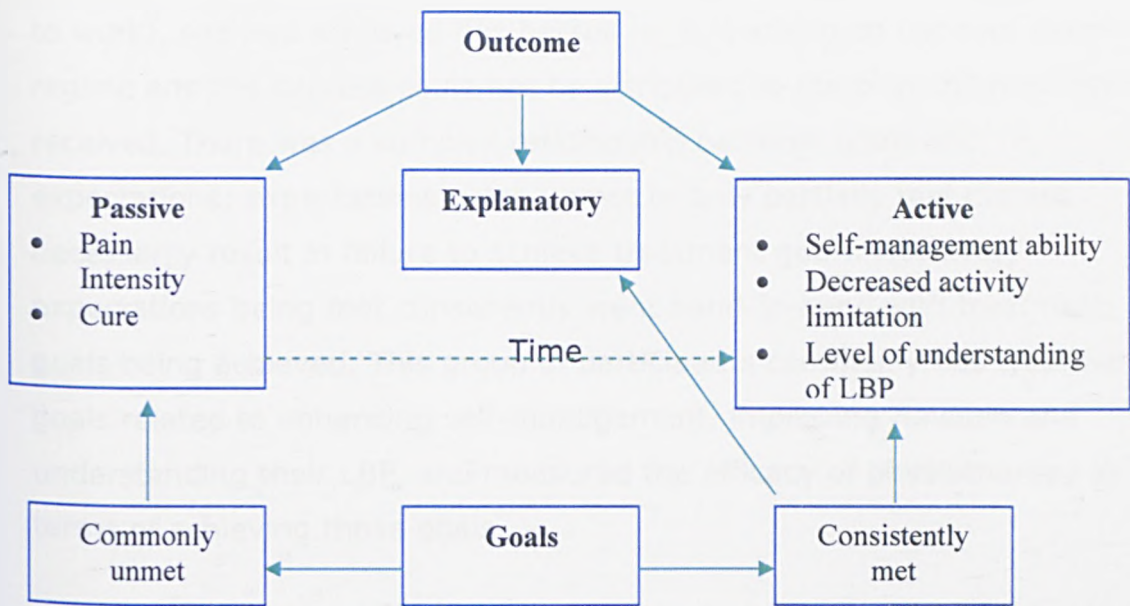 Outcome
Passive
• Pain
Intensity
• Cure
Explanatory
Active
• Self-management ability
• Decreased activity
limitation
• Level of understanding
of LBP
Time
Commonly
unmet
Goals
Consistently
met